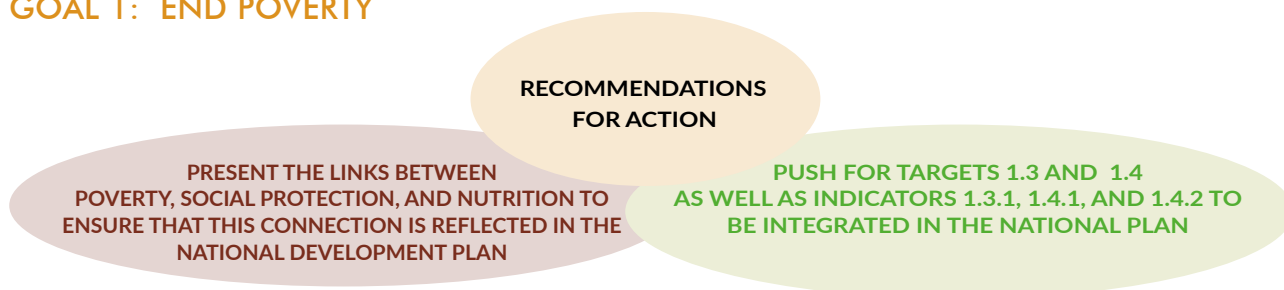 GOAL 1: END POVERTY
RECOMMENDATIONS
FOR ACTION
PRESENT THE LINKS BETWEEN
POVERTY, SOCIAL PROTECTION, AND NUTRITION TO
ENSURE THAT THIS CONNECTION IS REFLECTED IN THE
NATIONAL DEVELOPMENT PLAN
PUSH FOR TARGETS 1.3 AND 1.4
AS WELL AS INDICATORS 1.3.1, 1.4.1, AND 1.4.2 TO
BE INTEGRATED IN THE NATIONAL PLAN